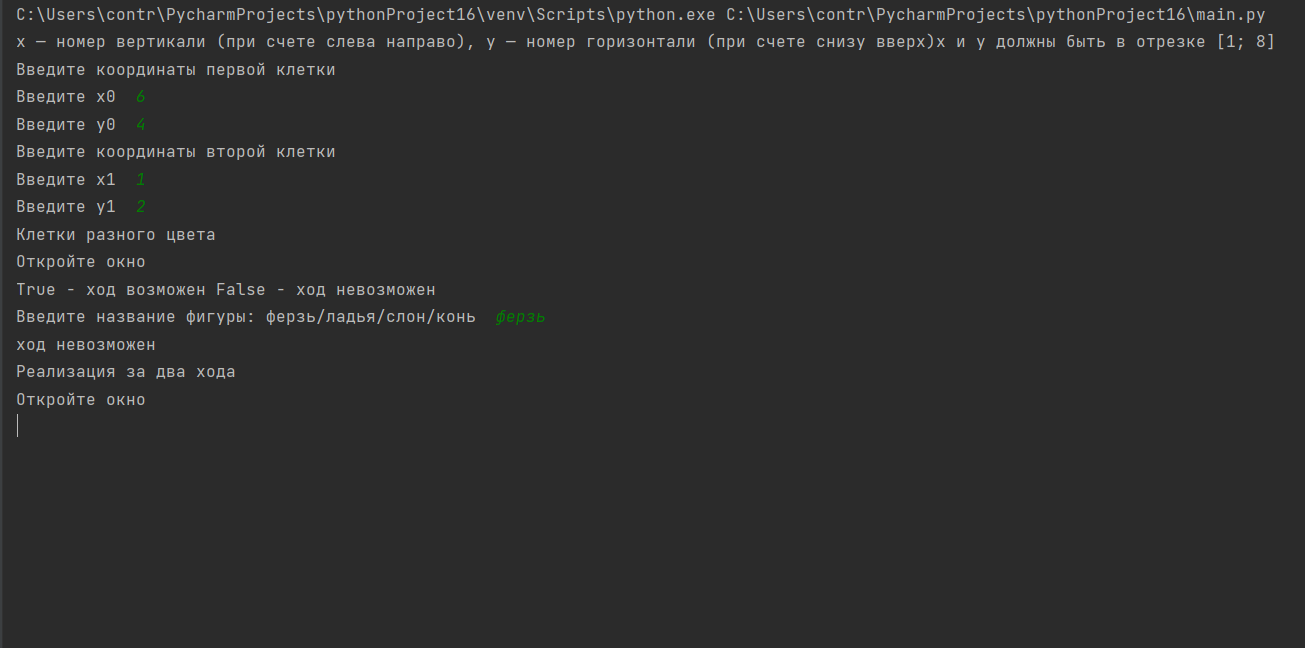 C:\Users\contr\PycharmProjects\pythonProject16\venv\Scripts\python.exe C:\Users\contr\PycharmProjects\pythonProject16\main.py
x — номер вертикали (при счете слева направо), y — номер горизонтали (при счете снизу вверх)x и y должны быть в отрезке [1; 8]
Введите координаты первой клетки
Введите x0  6
Введите y0  4
Введите координаты второй клетки
Введите x1  1
Введите y1  2
Клетки разного цвета
Откройте окно
True - ход возможен False - ход невозможен
Введите название фигуры: ферзь/ладья/слон/конь  ферзь
ход невозможен
Реализация за два хода
Откройте окно